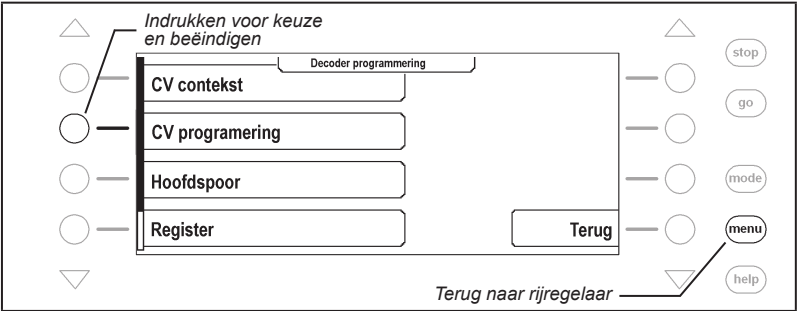 Indrukken voor keuze
en beëindigen
Decoder programmering
CV contekst
CV programering
Hoofdspoor
Register
Terug
stop
go
mode
menu
help
Terug naar rijregelaar